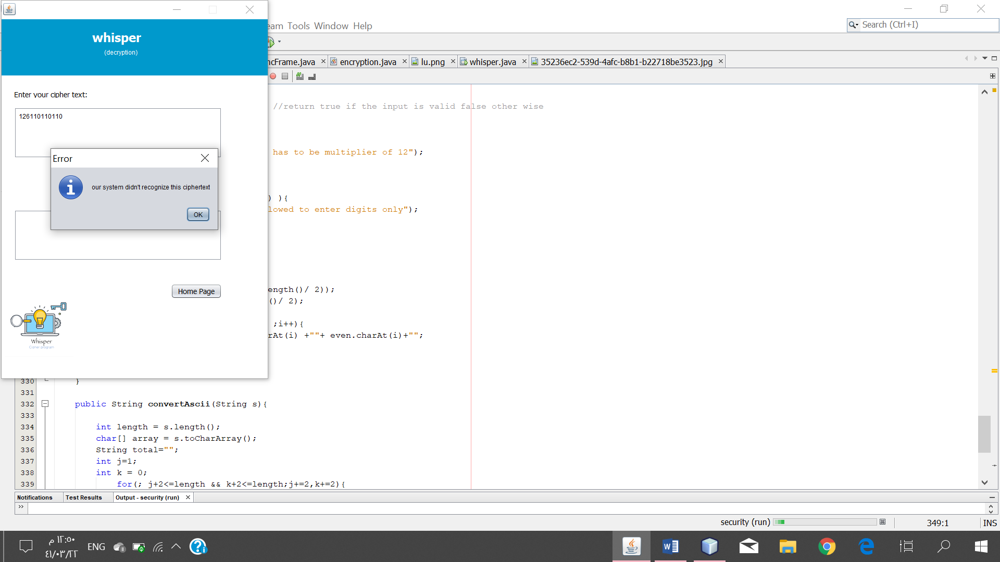 whisper
(decryption)
Enter your cipher text:
126110110110
Error
our system didn't recognize this ciphertext
OK
Home Page
Whisper
Cipher program
eam Tools Window Help
Search (Ctrl+I)
ncFrame.java
encryption.java
lu.png
whisper.java
35236ec2-539d-4afc-b8b1-b22718be3523.jpg
//return true if the input is valid false other wise
has to be multiplier of 12");
) ){
lowed to enter digits only");
ength()/ 2));
()/ 2);
;i++){
rAt(i) +""+ even.charAt(i)+"";
330 }
331
332 public String convertAscii(String s){
333
334 int length = s.length();
335 char[] array = s.toCharArray();
336 String total="";
337 int j=1;
338 int k = 0;
339 for(; j+2<=length && k+2<=length;j+=2,k+=2){
Notifications
Test Results
Output - security (run)
security (run)
349:1
INS
١٢:٥٠ م
٤١/٠٣/٢٢
ENG